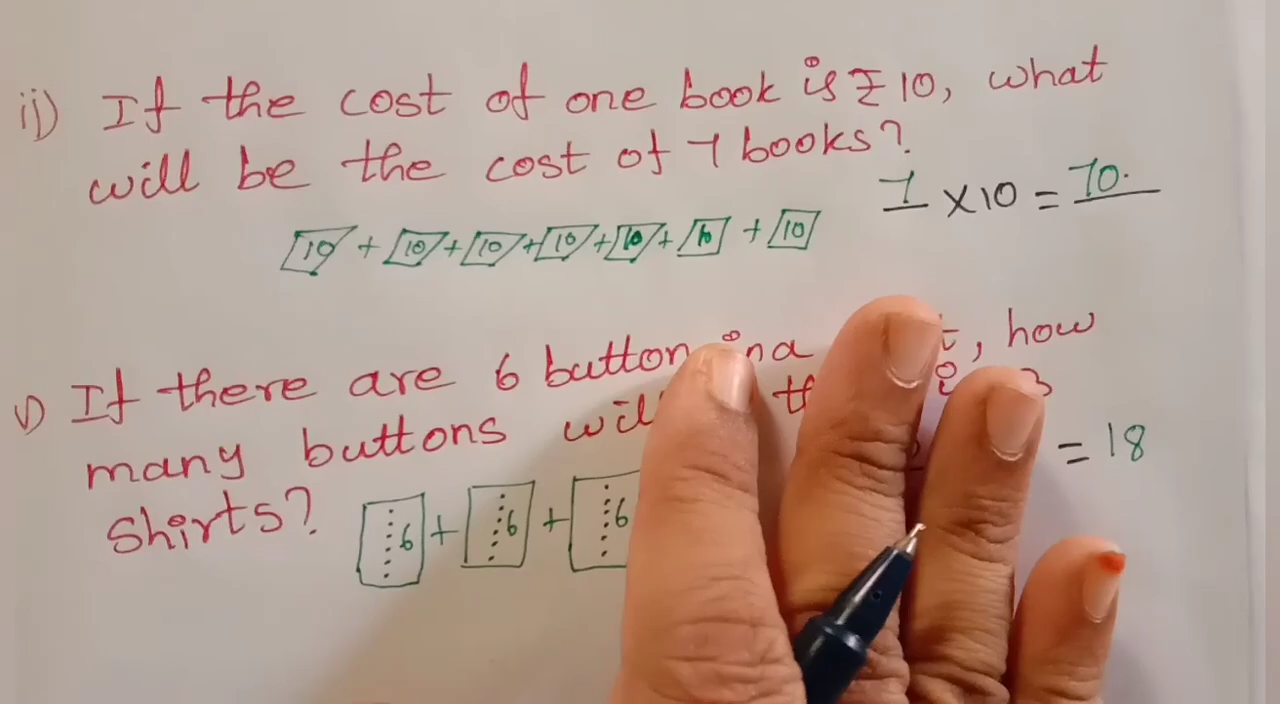 ii) If the cost of one book is ₹10, what
will be the cost of 7 books?
7 × 10 = 70.
10 + 10 + 10 + 10 + 10 + 10 + 10
v) If there are 6 button in a , how
many buttons 3
= 18
Shirts?
6 + 6 + 6